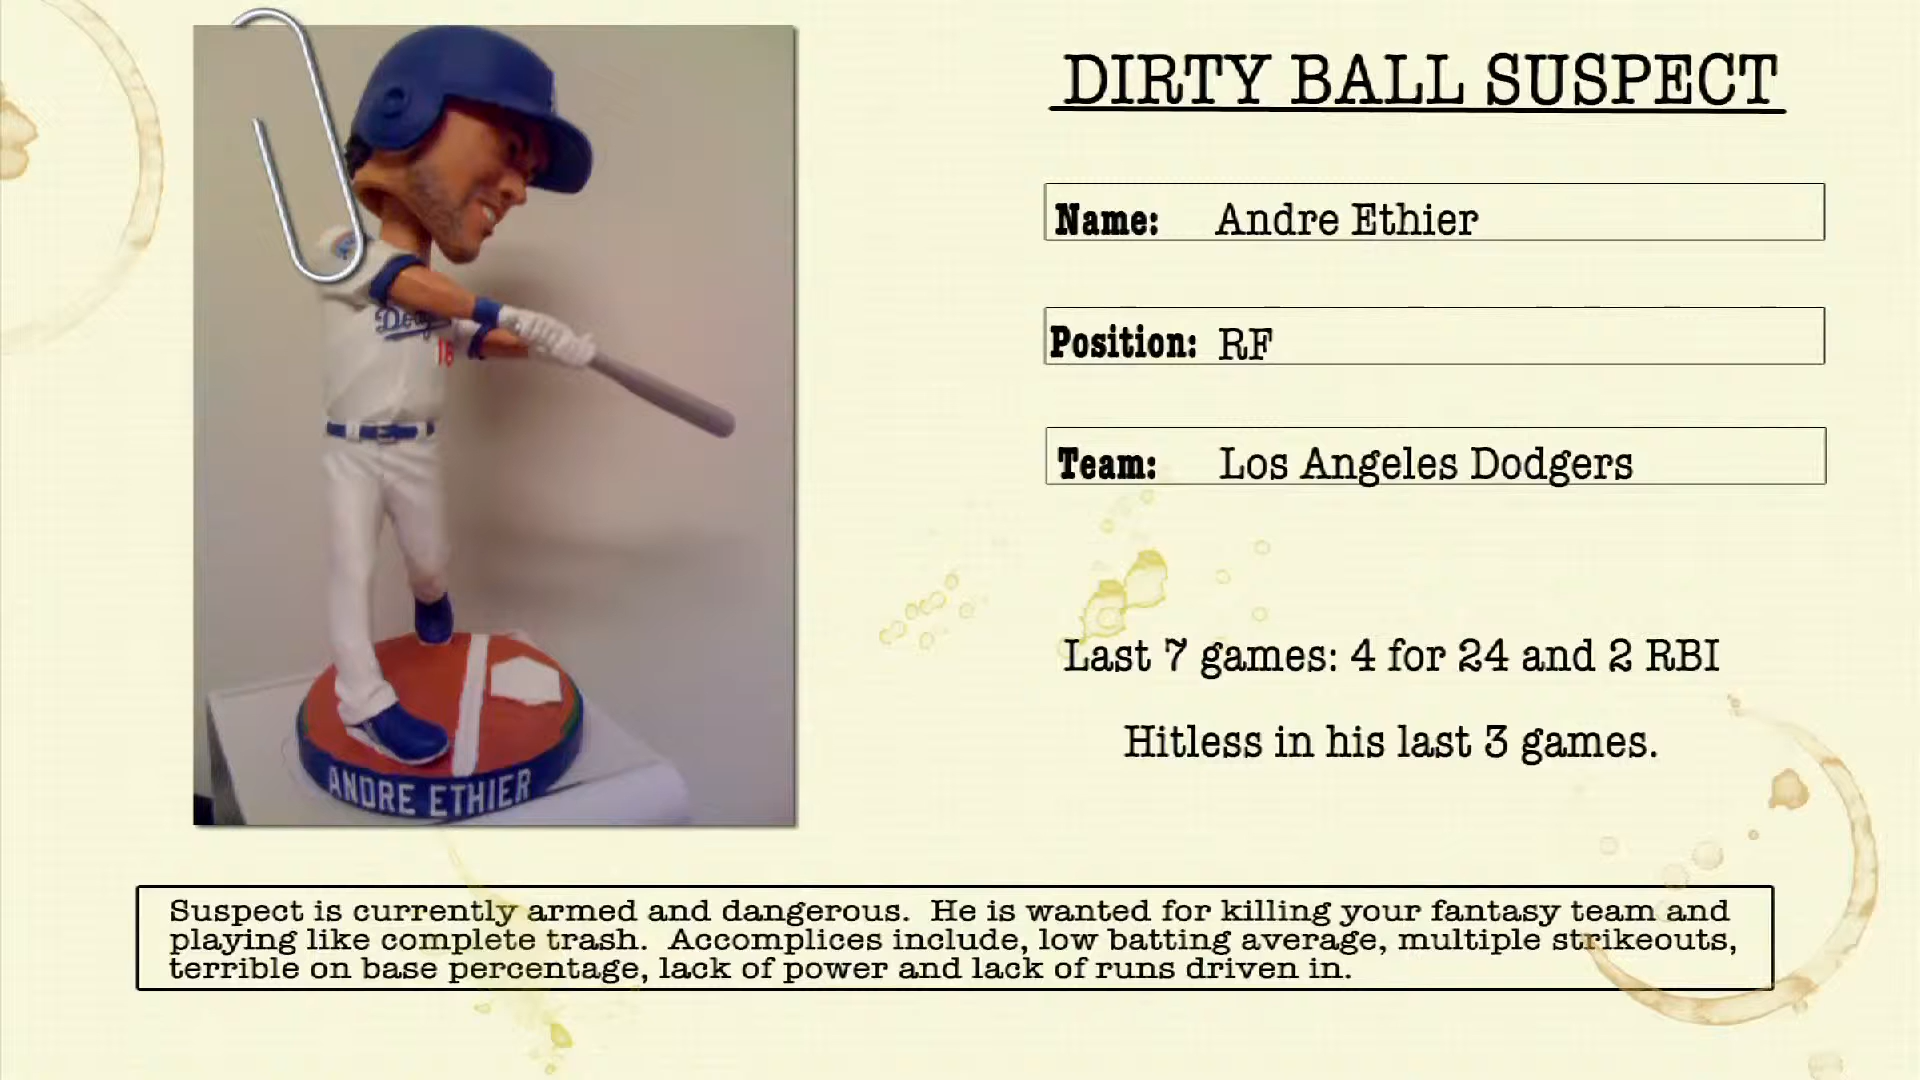 DIRTY BALL SUSPECT
Name: Andre Ethier
Position: RF
Team: Los Angeles Dodgers
Last 7 games: 4 for 24 and 2 RBI
Hitless in his last 3 games.
16
ANDRE ETHIER
Suspect is currently armed and dangerous. He is wanted for killing your fantasy team and
playing like complete trash. Accomplices include, low batting average, multiple strikeouts,
terrible on base percentage, lack of power and lack of runs driven in.